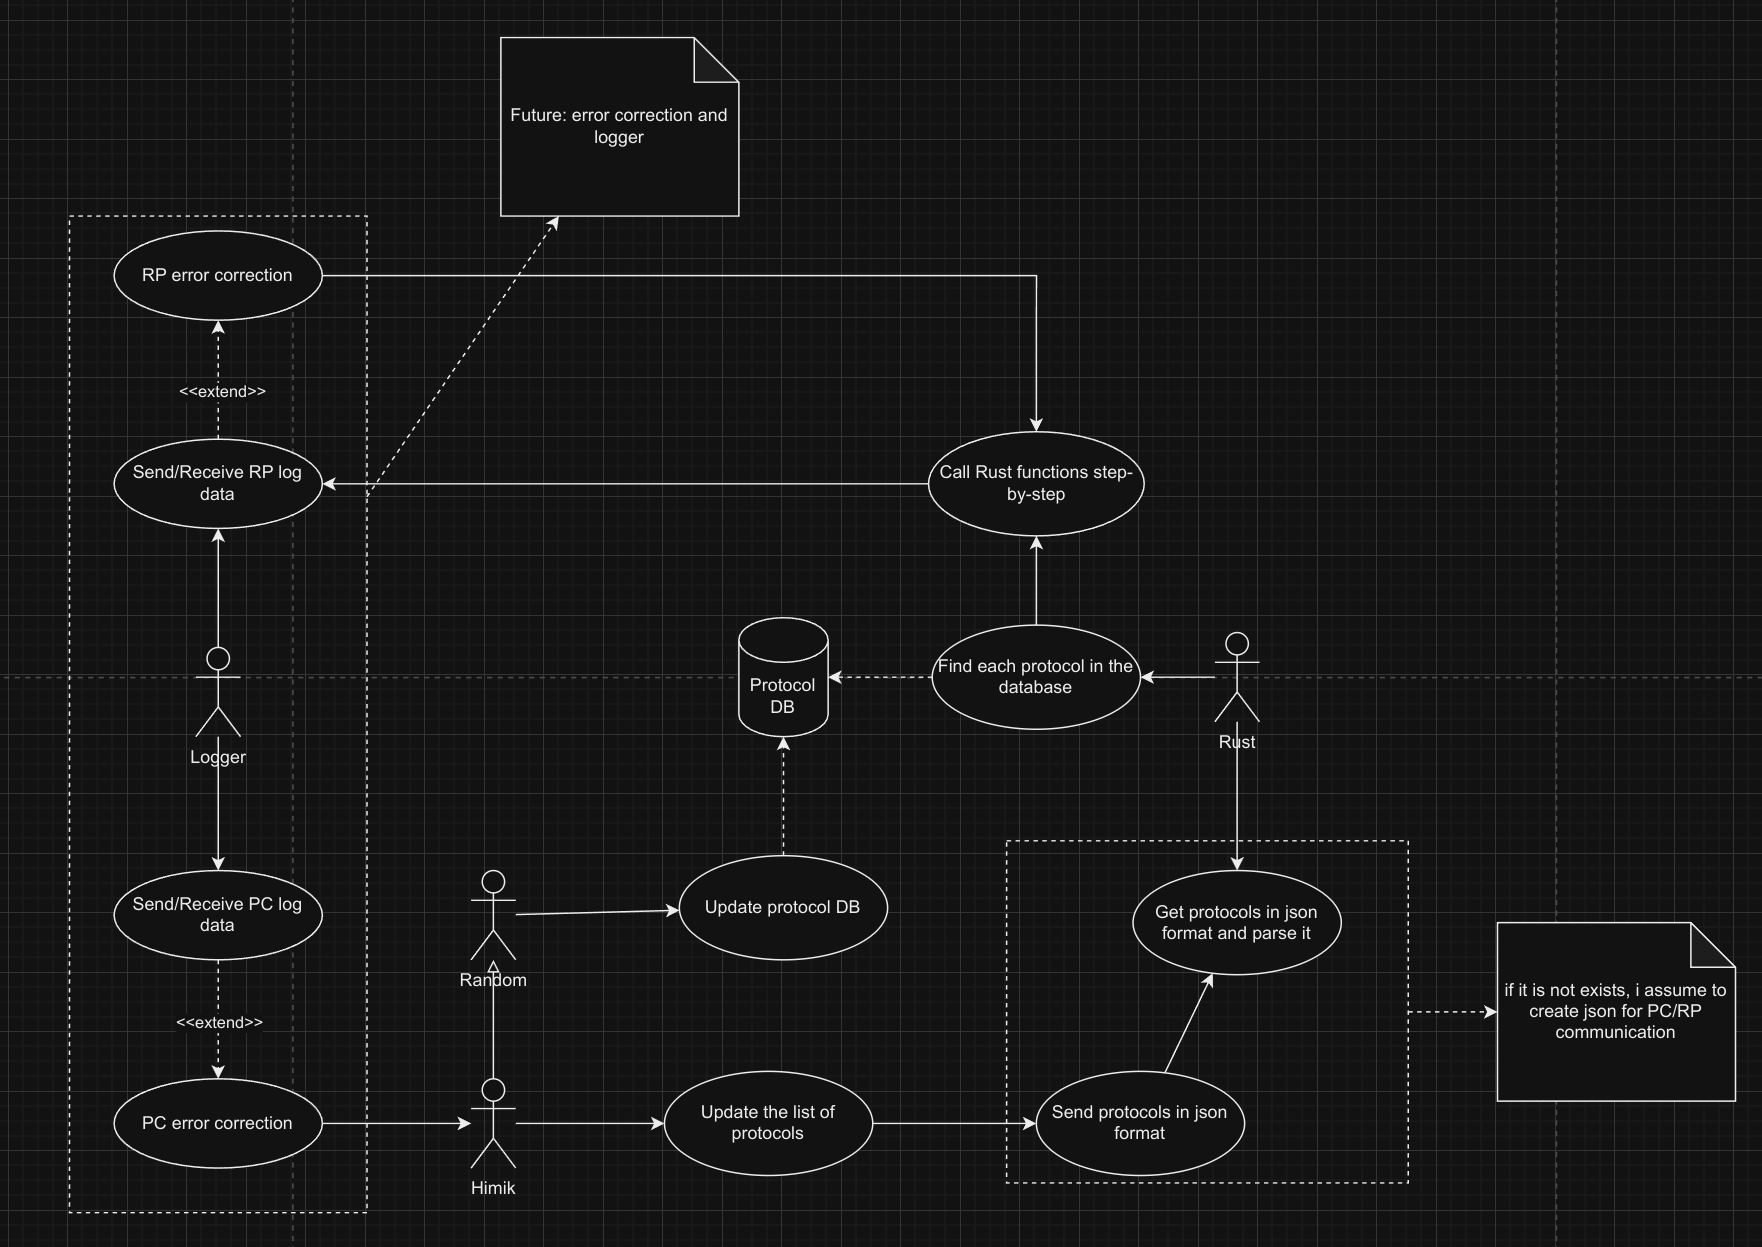 Future: error correction and
logger
RP error correction
<<extend>>
Send/Receive RP log
data
Call Rust functions step-
by-step
Find each protocol in the
database
Protocol
DB
Rust
Logger
Send/Receive PC log
data
Update protocol DB
Get protocols in json
format and parse it
Random
if it is not exists, i assume to
create json for PC/RP
communication
<<extend>>
PC error correction
Update the list of
protocols
Send protocols in json
format
Himik